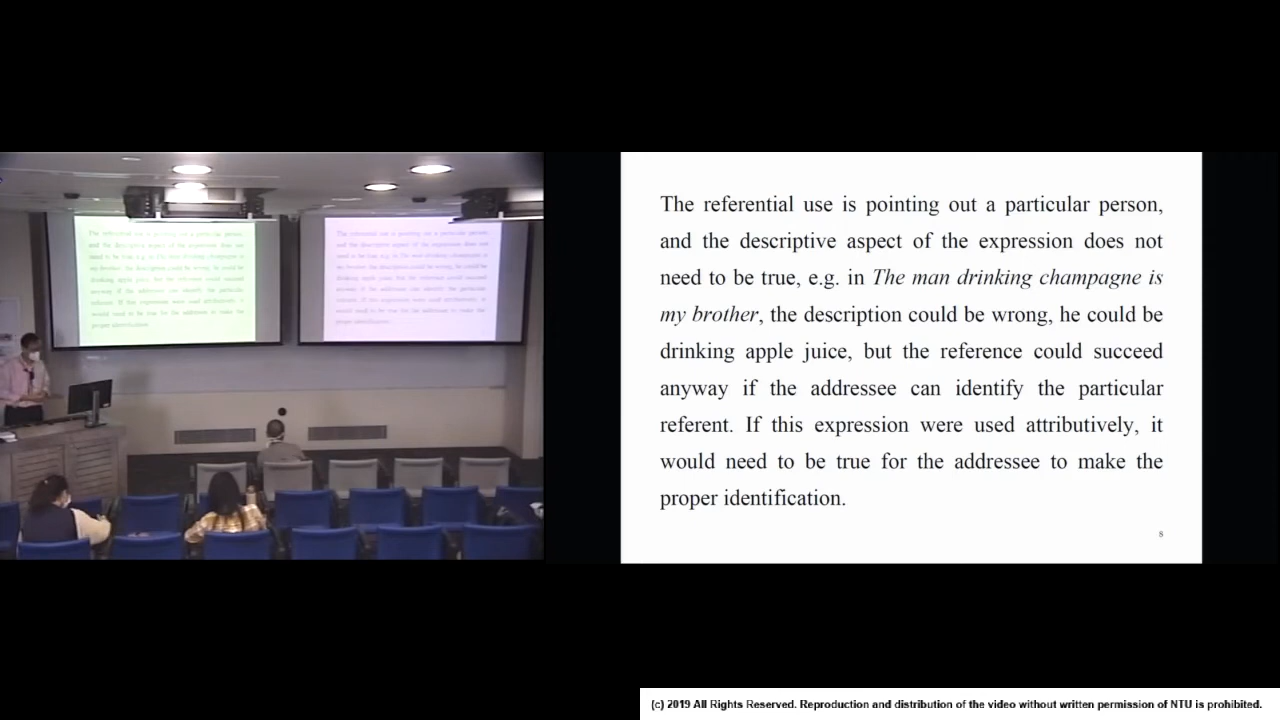 The referential use is pointing out a particular person,
and the descriptive aspect of the expression does not
need to be true, e.g. in The man drinking champagne is
my brother, the description could be wrong, he could be
drinking apple juice, but the reference could succeed
anyway if the addressee can identify the particular
referent. If this expression were used attributively, it
would need to be true for the addressee to make the
proper identification.
8
(c) 2019 All Rights Reserved. Reproduction and distribution of the video without written permission of NTU is prohibited.